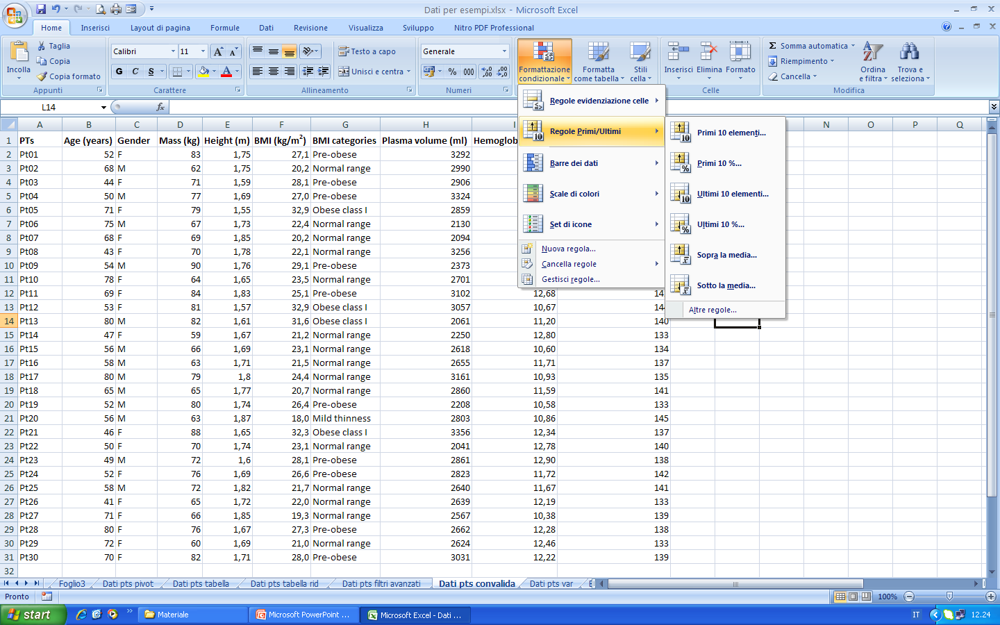 Dati per esempi.xlsx - Microsoft Excel
Home Inserisci Layout di pagina Formule Dati Revisione Visualizza Sviluppo Nitro PDF Professional
Incolla
Taglia
Copia
Copia formato
Appunti
Calibri 11
G C S
A A A
Carattere
Testo a capo
Unisci e centra
Allineamento
Generale
% 000
Numeri
Formattazione condizionale
Formatta come tabella
Stili cella
Inserisci Elimina Formato
Celle
Somma automatica
Riempimento
Cancella
Ordina e filtra
Trova e seleziona
Modifica
L14 fx
Regole evidenziazione celle
Regole Primi/Ultimi
Barre dei dati
Scale di colori
Set di icone
Nuova regola...
Cancella regole
Gestisci regole...
Primi 10 elementi...
Primi 10 %...
Ultimi 10 elementi...
Ultimi 10 %...
Sopra la media...
Sotto la media...
Altre regole...
A B C D E F G H I N O P Q
1 PTs Age (years) Gender Mass (kg) Height (m) BMI (kg/m²) BMI categories Plasma volume (ml) Hemoglob
2 Pt01 52 F 83 1,75 27,1 Pre-obese 3292
3 Pt02 68 M 62 1,75 20,2 Normal range 2990
4 Pt03 44 F 71 1,59 28,1 Pre-obese 2906
5 Pt04 50 M 77 1,69 27,0 Pre-obese 3324
6 Pt05 71 F 79 1,55 32,9 Obese class I 2859
7 Pt06 75 M 67 1,73 22,4 Normal range 2130
8 Pt07 68 F 69 1,85 20,2 Normal range 2094
9 Pt08 43 F 70 1,78 22,1 Normal range 3256
10 Pt09 54 M 90 1,76 29,1 Pre-obese 2373
11 Pt10 78 F 64 1,65 23,5 Normal range 2701
12 Pt11 69 F 84 1,83 25,1 Pre-obese 3102 12,68 14
13 Pt12 53 F 81 1,57 32,9 Obese class I 3057 10,67 144
14 Pt13 80 M 82 1,61 31,6 Obese class I 2061 11,20 140
15 Pt14 47 F 59 1,67 21,2 Normal range 2250 12,80 133
16 Pt15 56 M 66 1,69 23,1 Normal range 2618 10,60 134
17 Pt16 58 M 63 1,71 21,5 Normal range 2655 11,71 137
18 Pt17 80 M 79 1,8 24,4 Normal range 3161 10,93 135
19 Pt18 65 M 65 1,77 20,7 Normal range 2860 11,59 141
20 Pt19 52 M 80 1,74 26,4 Pre-obese 2208 10,58 133
21 Pt20 56 M 63 1,87 18,0 Mild thinness 2803 10,86 145
22 Pt21 46 F 88 1,65 32,3 Obese class I 3356 12,34 137
23 Pt22 50 F 70 1,74 23,1 Normal range 2041 12,78 140
24 Pt23 49 M 72 1,6 28,1 Pre-obese 2861 12,90 138
25 Pt24 52 F 76 1,69 26,6 Pre-obese 2823 11,72 142
26 Pt25 58 M 72 1,82 21,7 Normal range 2640 11,67 141
27 Pt26 41 F 65 1,72 22,0 Normal range 2639 12,19 133
28 Pt27 71 F 66 1,85 19,3 Normal range 2567 10,38 139
29 Pt28 80 F 76 1,67 27,3 Pre-obese 2662 12,28 138
30 Pt29 72 F 60 1,69 21,0 Normal range 2624 12,46 133
31 Pt30 70 F 82 1,71 28,0 Pre-obese 3031 12,22 139
32
Foglio3 Dati pts pivot Dati pts tabella Dati pts tabella rid Dati pts filtri avanzati Dati pts convalida Dati pts var
Pronto 100%
start Materiale Microsoft PowerPoint ... Microsoft Excel - Dati ... IT 12.24